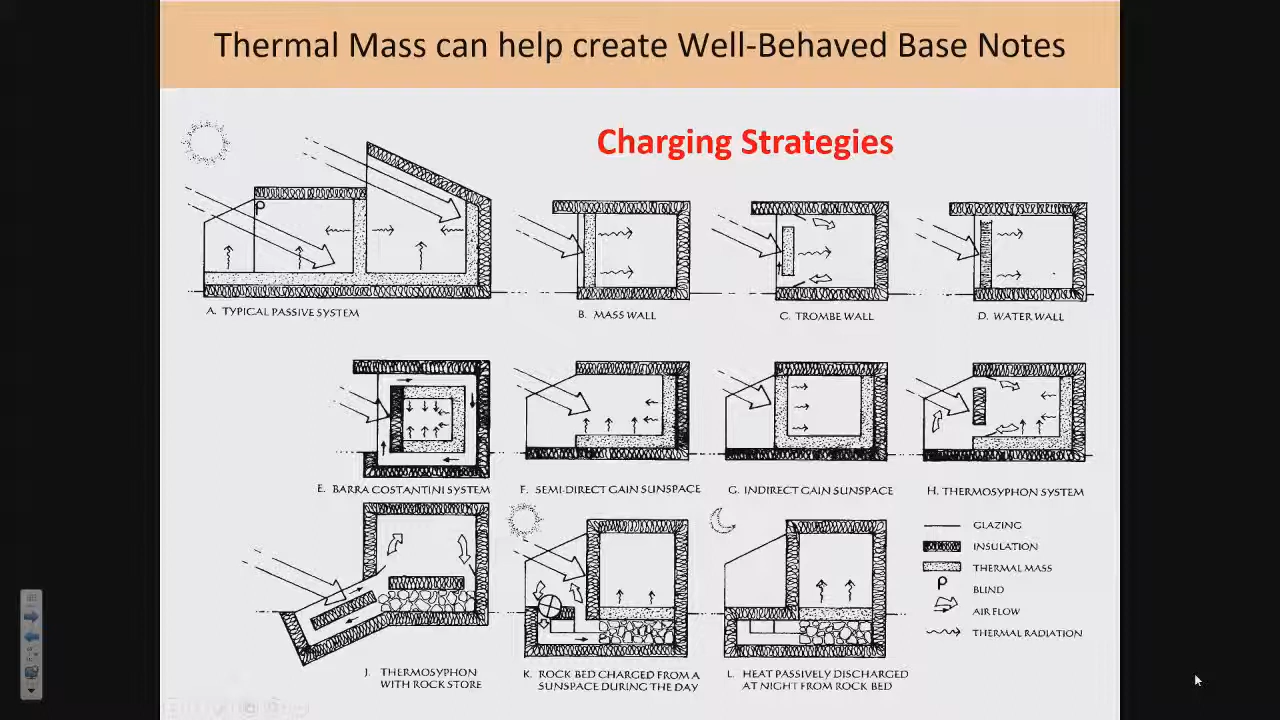 Thermal Mass can help create Well-Behaved Base Notes
Charging Strategies
A. TYPICAL PASSIVE SYSTEM
B. MASS WALL
C. TROMBE WALL
D. WATER WALL
E. BARRA COSTANTINI SYSTEM
F. SEMI-DIRECT GAIN SUNSPACE
G. INDIRECT GAIN SUNSPACE
H. THERMOSYPHON SYSTEM
GLAZING
INSULATION
THERMAL MASS
BLIND
AIR FLOW
THERMAL RADIATION
J. THERMOSYPHON
WITH ROCK STORE
K. ROCK BED CHARGED FROM A
SUNSPACE DURING THE DAY
L. HEAT PASSIVELY DISCHARGED
AT NIGHT FROM ROCK BED